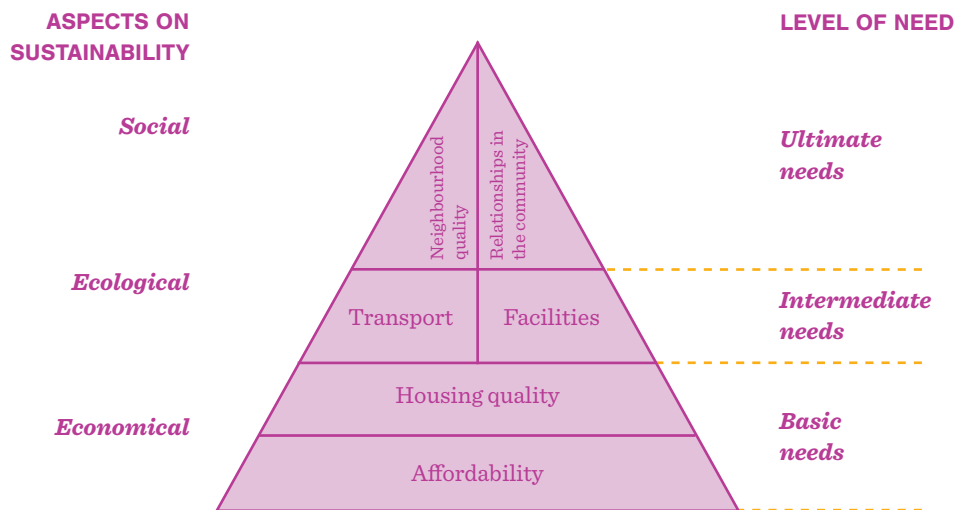 ASPECTS ON
SUSTAINABILITY
LEVEL OF NEED
Social
Neighbourhood
quality
Relationships in
the community
Ultimate
needs
Ecological
Transport
Facilities
Intermediate
needs
Housing quality
Economical
Basic
needs
Affordability